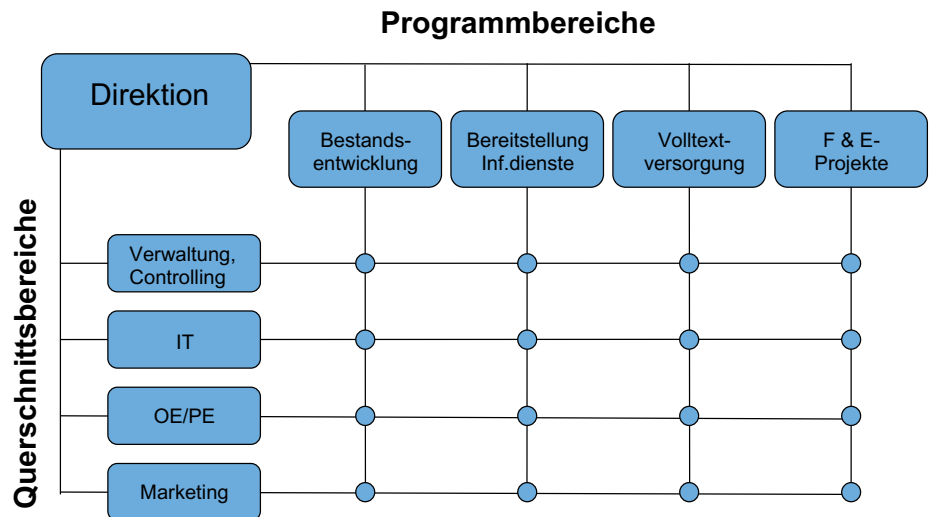 Programmbereiche
Direktion
Bestands-
entwicklung
Bereitstellung
Inf.dienste
Volltext-
versorgung
F & E-
Projekte
Querschnittsbereiche
Verwaltung,
Controlling
IT
OE/PE
Marketing